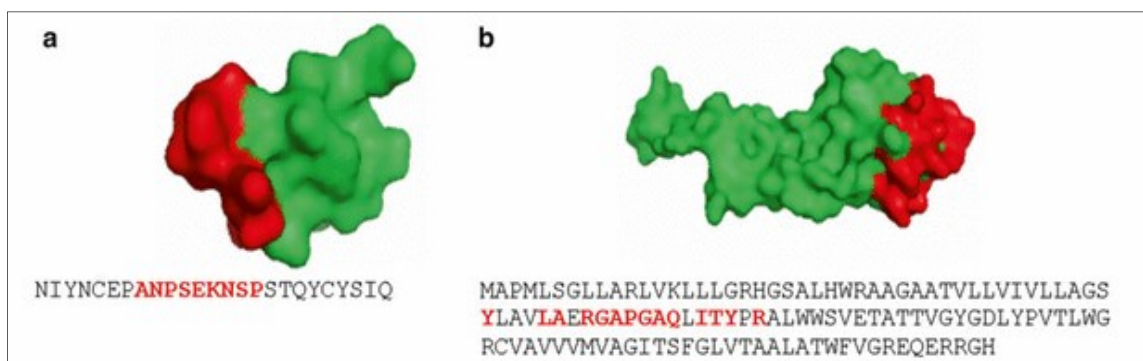 a
b
NIYNCEPANPSEKNSPSTQYCYSIQ
MAPMLSGLLARLVKLLLGRHGSALHWRAAGAATVLLVIVLLAGS
YLAVLAERGAPGAQLITYPRALWWSVETATTVGYGDLYPVTLWG
RCVAVVVMVAGITSFGLVTAALATWFVGREQERRGH